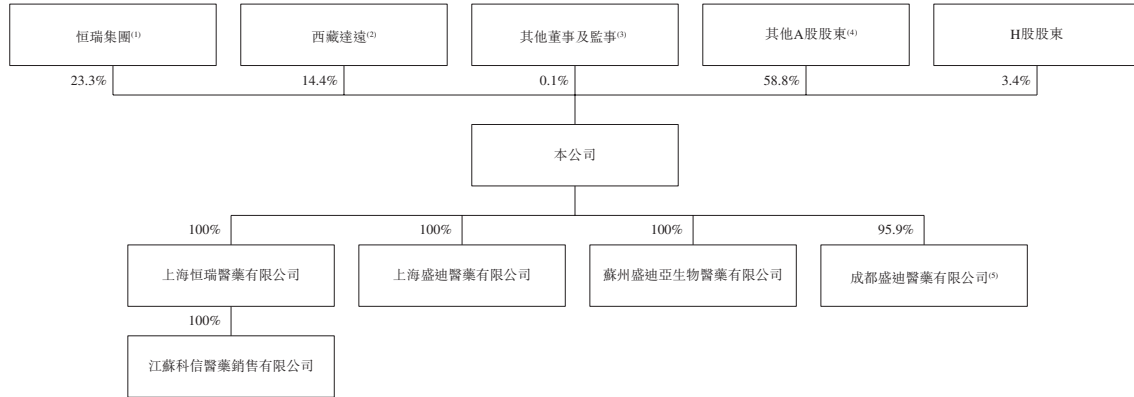 恒瑞集團(1)
西藏達遠(2)
其他董事及監事(3)
其他A股股東(4)
H股股東
23.3%
14.4%
0.1%
58.8%
3.4%
本公司
100%
100%
100%
95.9%
上海恒瑞醫藥有限公司
上海盛迪醫藥有限公司
蘇州盛迪亞生物醫藥有限公司
成都盛迪醫藥有限公司(5)
100%
江蘇科信醫藥銷售有限公司